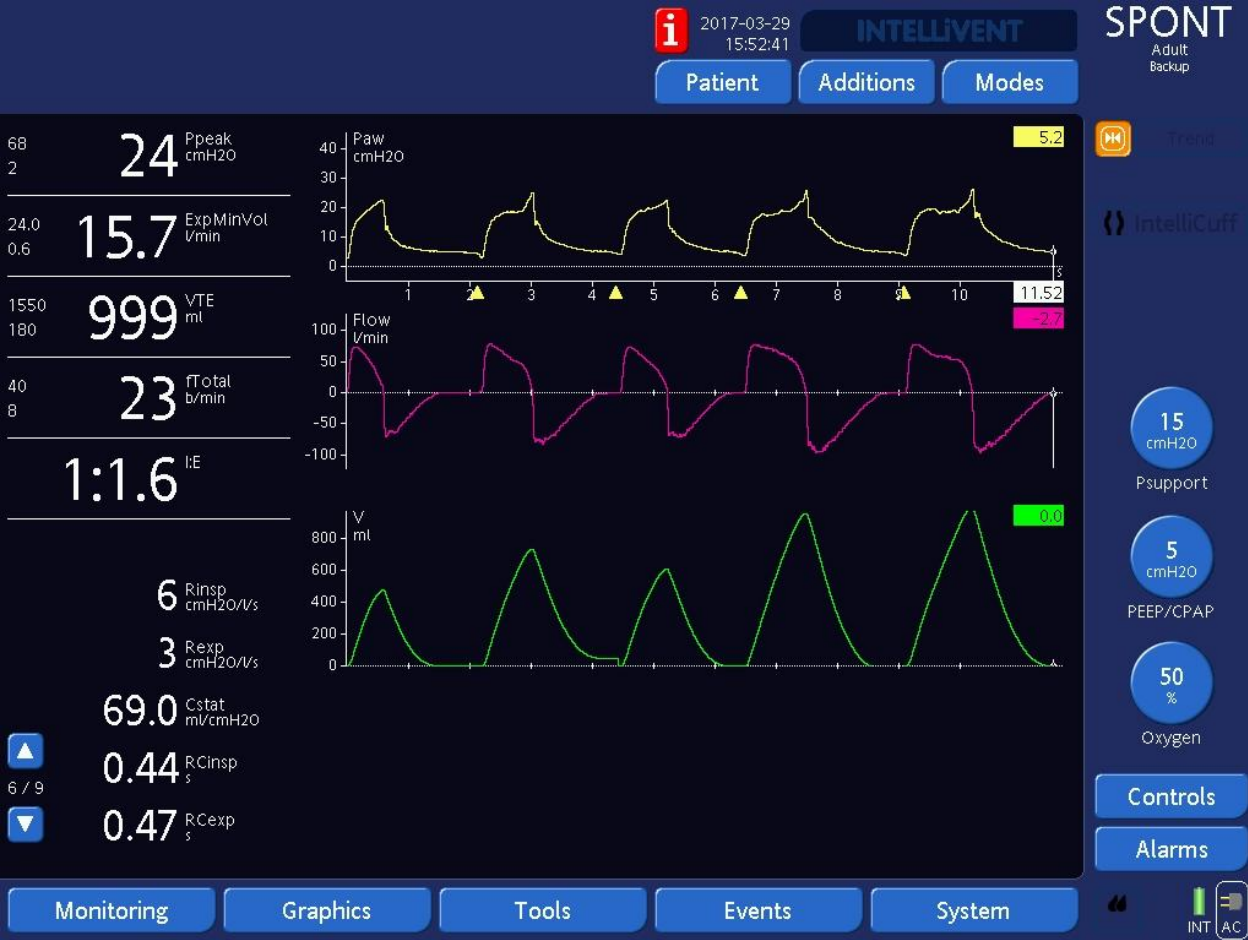 2017-03-29
15:52:41
INTELLiVENT
SPONT
Adult
Backup
Patient
Additions
Modes
68
2
24
Ppeak
cmH2O
24.0
0.6
15.7
ExpMinVol
l/min
1550
180
999
VTE
ml
40
8
23
fTotal
b/min
1:1.6
I:E
6
Rinsp
cmH2O/l/s
3
Rexp
cmH2O/l/s
69.0
Cstat
ml/cmH2O
0.44
RCinsp
s
0.47
RCexp
s
6 / 9
Paw
cmH2O
5.2
40
30
20
10
0
s
1 2 3 4 5 6 7 8 9 10
11.52
Flow
l/min
-2.7
100
50
0
-50
-100
V
ml
0.0
800
600
400
200
0
Trend
IntelliCuff
15
cmH2O
Psupport
5
cmH2O
PEEP/CPAP
50
%
Oxygen
Controls
Alarms
Monitoring
Graphics
Tools
Events
System
INT
AC